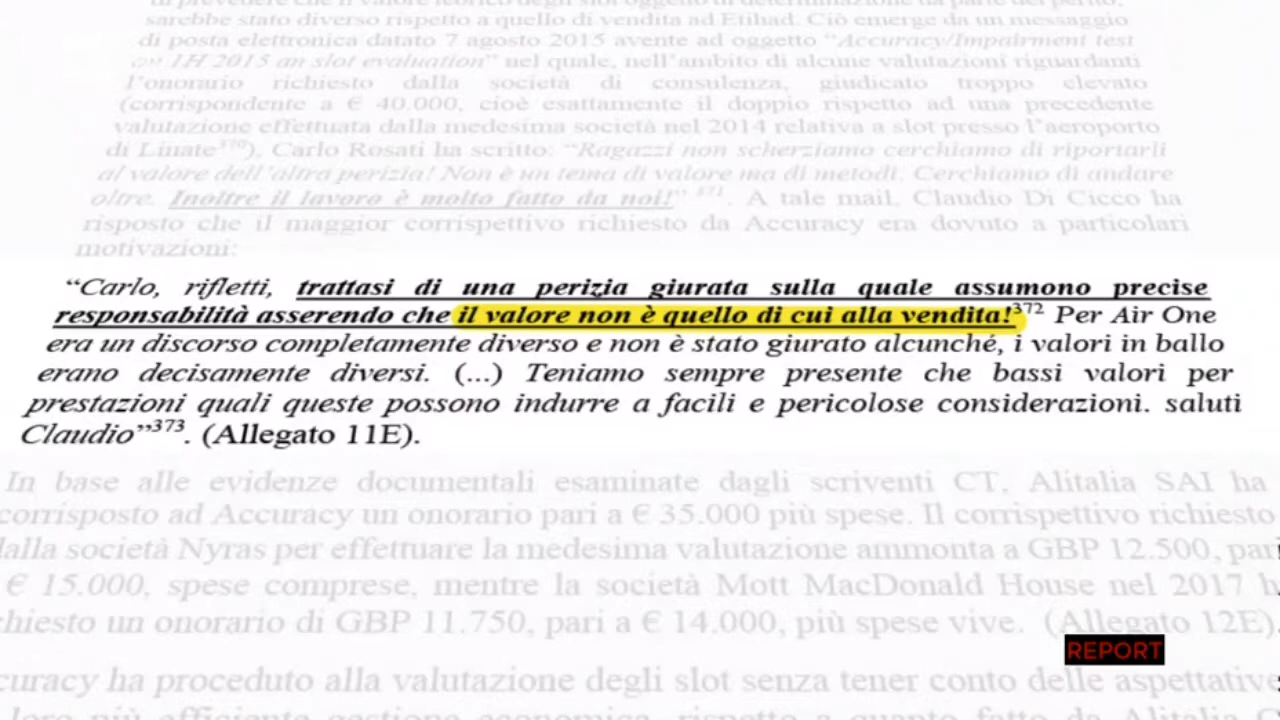 di prevedere che il valore teorico degli slot oggetto di determinazione da parte del perito,
sarebbe stato diverso rispetto a quello di vendita ad Etihad. Ciò emerge da un messaggio
di posta elettronica datato 7 agosto 2015 avente ad oggetto “Accuracy/Impairment test
on 1H 2015 an slot evaluation” nel quale, nell’ambito di alcune valutazioni riguardanti
l’onorario richiesto dalla società di consulenza, giudicato troppo elevato
(corrispondente a € 40.000, cioè esattamente il doppio rispetto ad una precedente
valutazione effettuata dalla medesima società nel 2014 relativa a slot presso l’aeroporto
di Linate³⁷⁰), Carlo Rosati ha scritto: “Ragazzi non scherziamo cerchiamo di riportarli
al valore dell’altra perizia! Non è un tema di valore ma di metodi. Cerchiamo di andare
oltre. Inoltre il lavoro è molto fatto da noi!” ³⁷¹. A tale mail, Claudio Di Cicco ha
risposto che il maggior corrispettivo richiesto da Accuracy era dovuto a particolari
motivazioni:
“Carlo, rifletti, trattasi di una perizia giurata sulla quale assumono precise
responsabilità asserendo che il valore non è quello di cui alla vendita!³⁷² Per Air One
era un discorso completamente diverso e non è stato giurato alcunché, i valori in ballo
erano decisamente diversi. (...) Teniamo sempre presente che bassi valori per
prestazioni quali queste possono indurre a facili e pericolose considerazioni. saluti
Claudio”³⁷³. (Allegato 11E).
In base alle evidenze documentali esaminate dagli scriventi CT, Alitalia SAI ha
corrisposto ad Accuracy un onorario pari a € 35.000 più spese. Il corrispettivo richiesto
dalla società Nyras per effettuare la medesima valutazione ammonta a GBP 12.500, pari
€ 15.000, spese comprese, mentre la società Mott MacDonald House nel 2017 h
hiesto un onorario di GBP 11.750, pari a € 14.000, più spese vive. (Allegato 12E).
REPORT
curacy ha proceduto alla valutazione degli slot senza tener conto delle aspettative
loro più efficiente gestione economica, rispetto a quanto fatto da Alitalia C